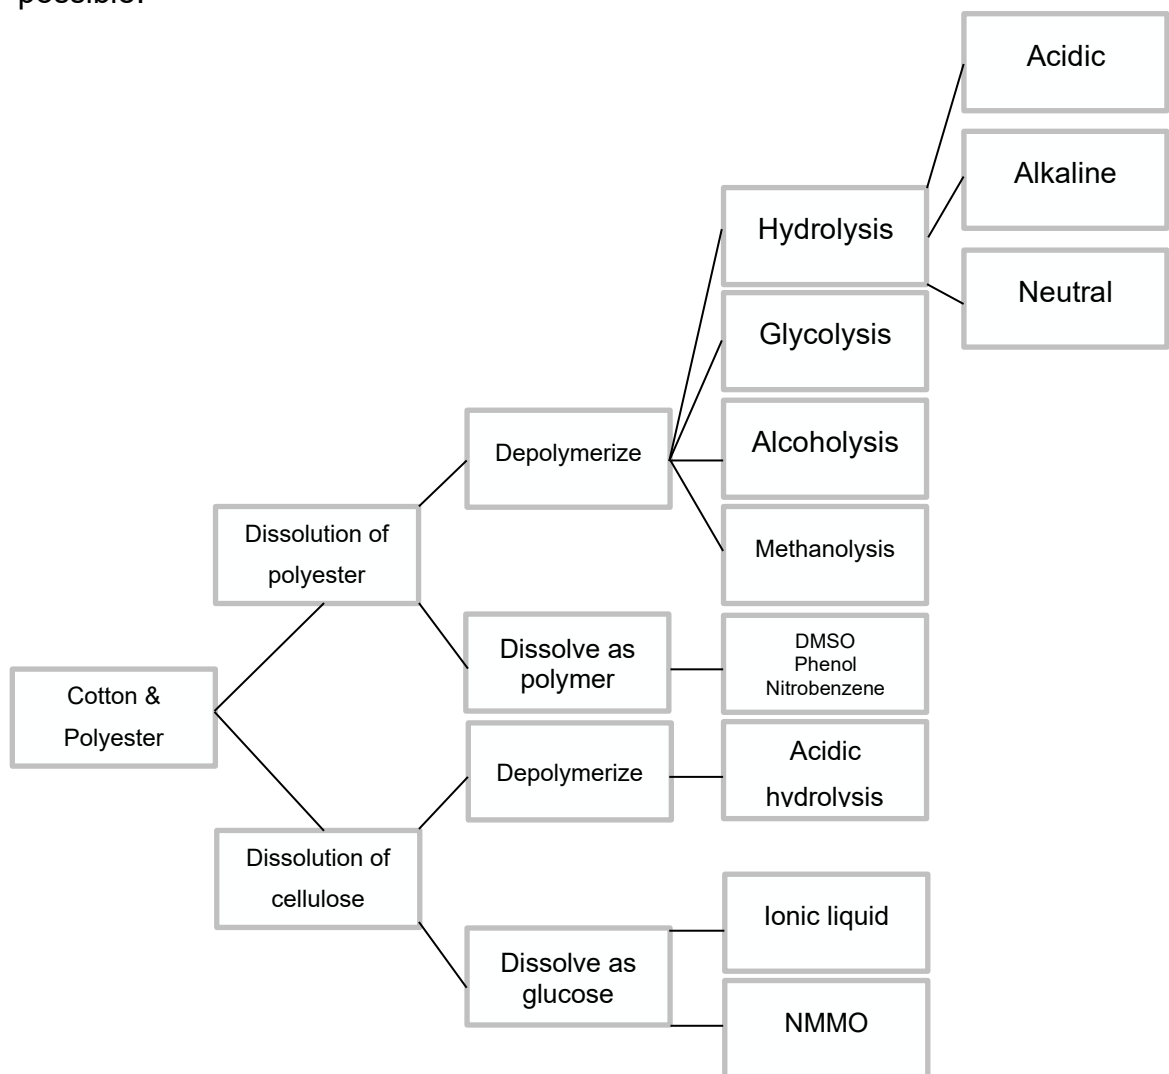 possible.
Acidic
Alkaline
Hydrolysis
Neutral
Glycolysis
Depolymerize
Alcoholysis
Dissolution of
polyester
Methanolysis
Dissolve as
polymer
DMSO
Phenol
Nitrobenzene
Cotton &
Polyester
Depolymerize
Acidic
hydrolysis
Dissolution of
cellulose
Ionic liquid
Dissolve as
glucose
NMMO